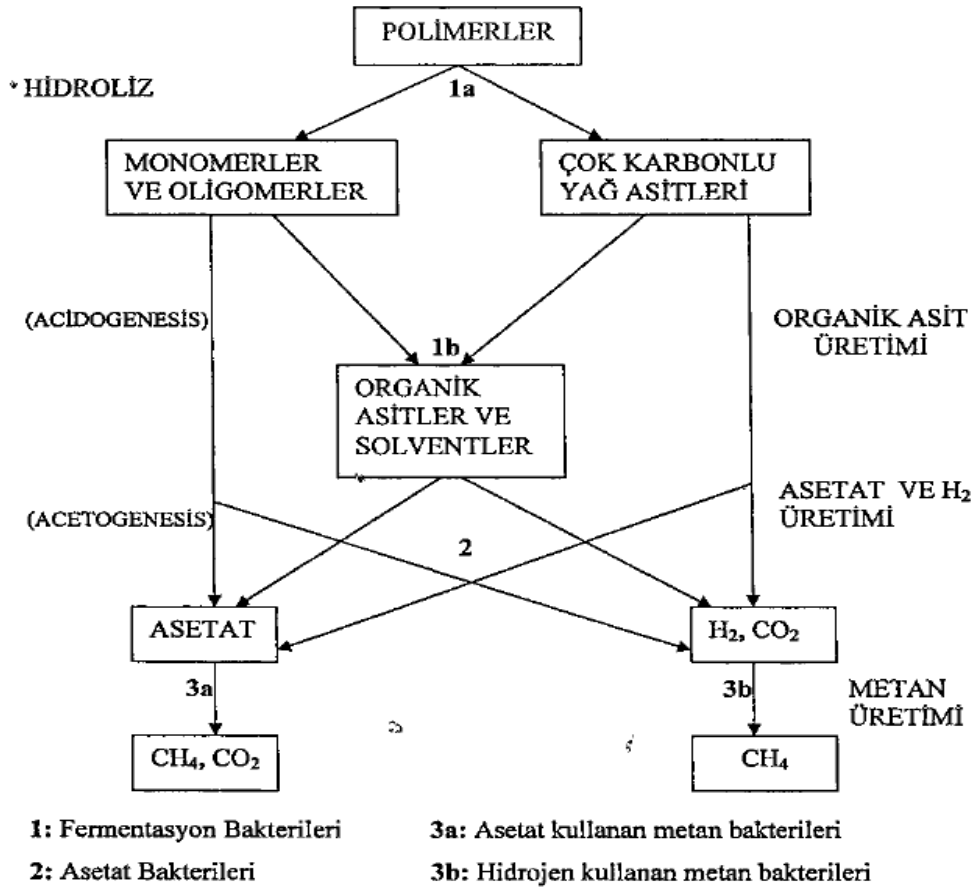 POLİMERLER
* HİDROLİZ
1a
MONOMERLER
VE OLİGOMERLER
ÇOK KARBONLU
YAĞ ASİTLERİ
(ACİDOGENESIS)
ORGANİK ASİT
ÜRETİMİ
1b
ORGANİK
ASİTLER VE
SOLVENTLER
(ACETOGENESIS)
ASETAT VE H₂
ÜRETİMİ
2
ASETAT
H₂, CO₂
3a
3b
METAN
ÜRETİMİ
CH₄, CO₂
CH₄
1: Fermentasyon Bakterileri
3a: Asetat kullanan metan bakterileri
2: Asetat Bakterileri
3b: Hidrojen kullanan metan bakterileri